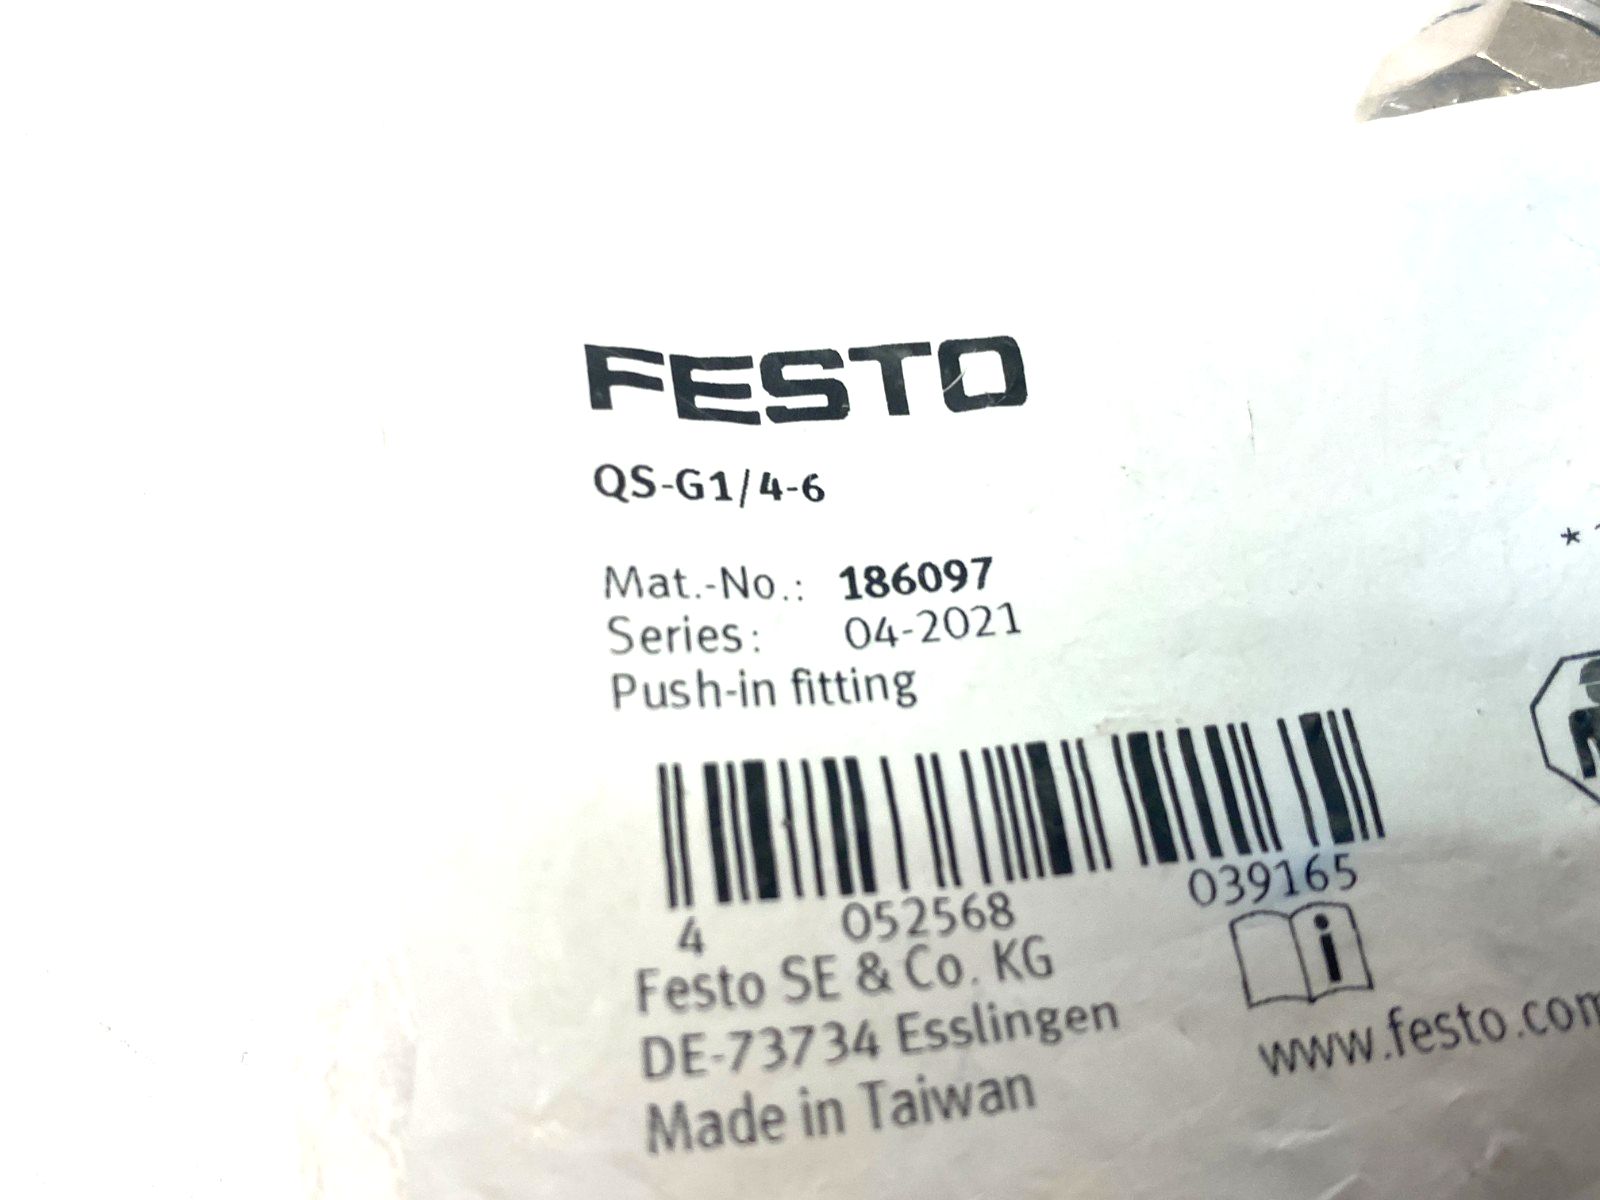 FESTO
QS-G1/4-6
Mat.-No.: 186097
Series: 04-2021
Push-in fitting
4 052568 039165
Festo SE & Co. KG
DE-73734 Esslingen
Made in Taiwan
i
www.festo.com
*